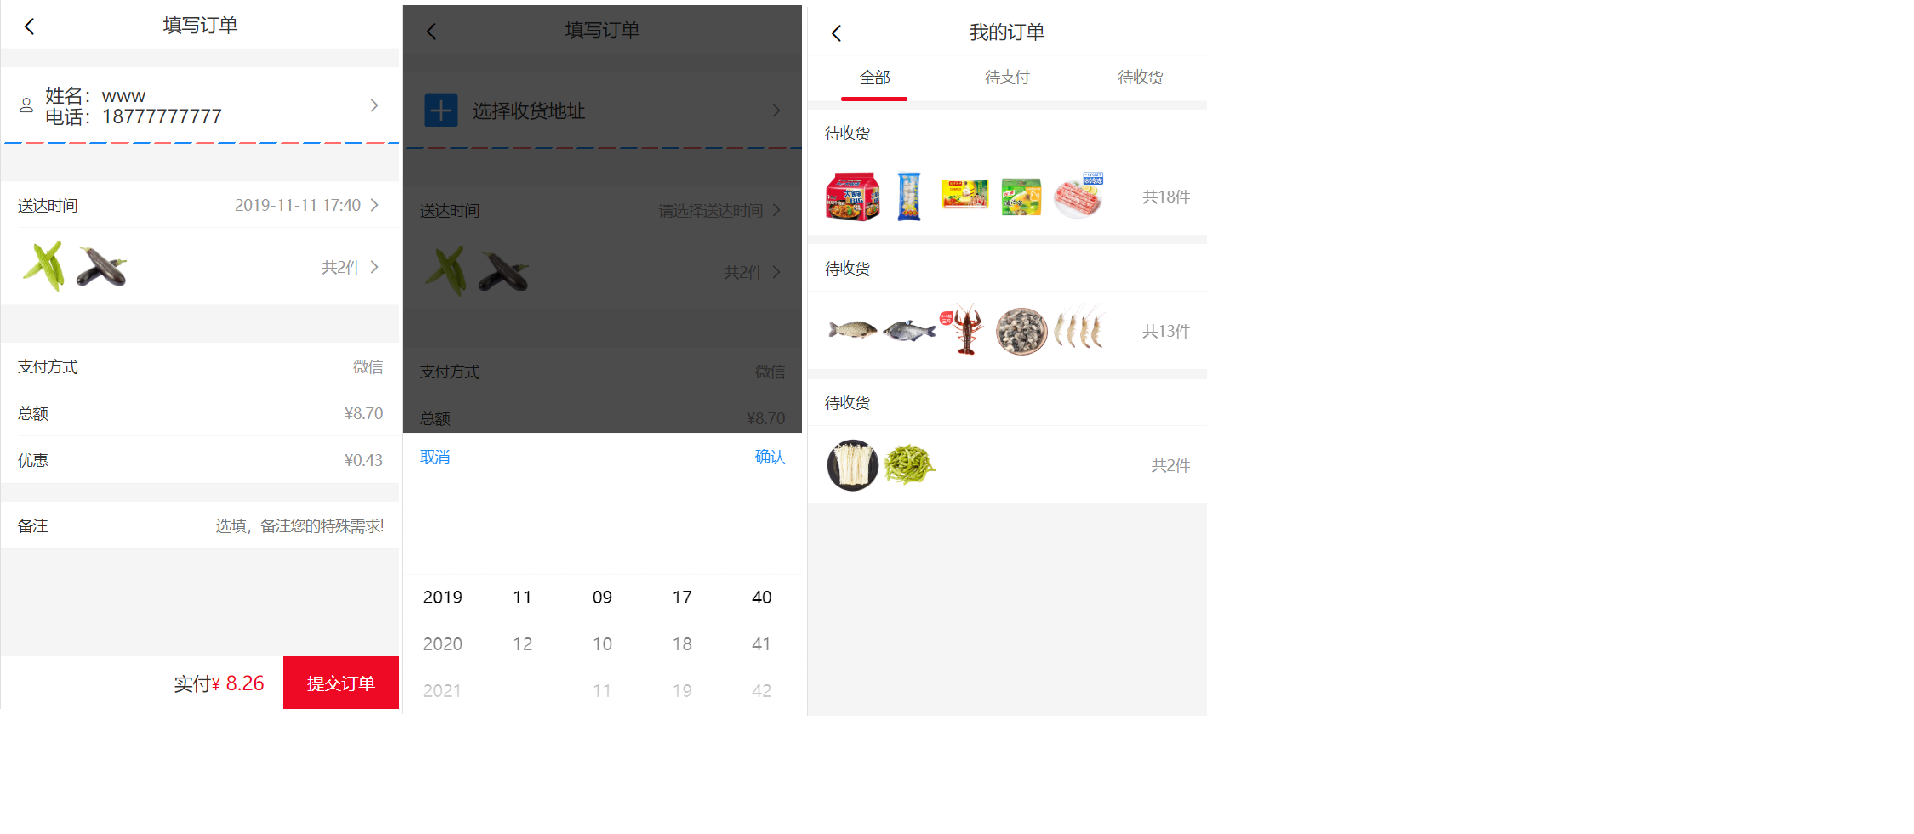 填写订单
姓名：www
电话：18777777777
送达时间 2019-11-11 17:40
共2件
支付方式 微信
总额 ¥8.70
优惠 ¥0.43
备注 选填，备注您的特殊需求!
实付¥ 8.26 提交订单
填写订单
选择收货地址
送达时间 请选择送达时间
共2件
支付方式 微信
总额 ¥8.70
取消 确认
2019 11 09 17 40
2020 12 10 18 41
2021 11 19 42
我的订单
全部 待支付 待收货
待收货
共18件
待收货
共13件
待收货
共2件